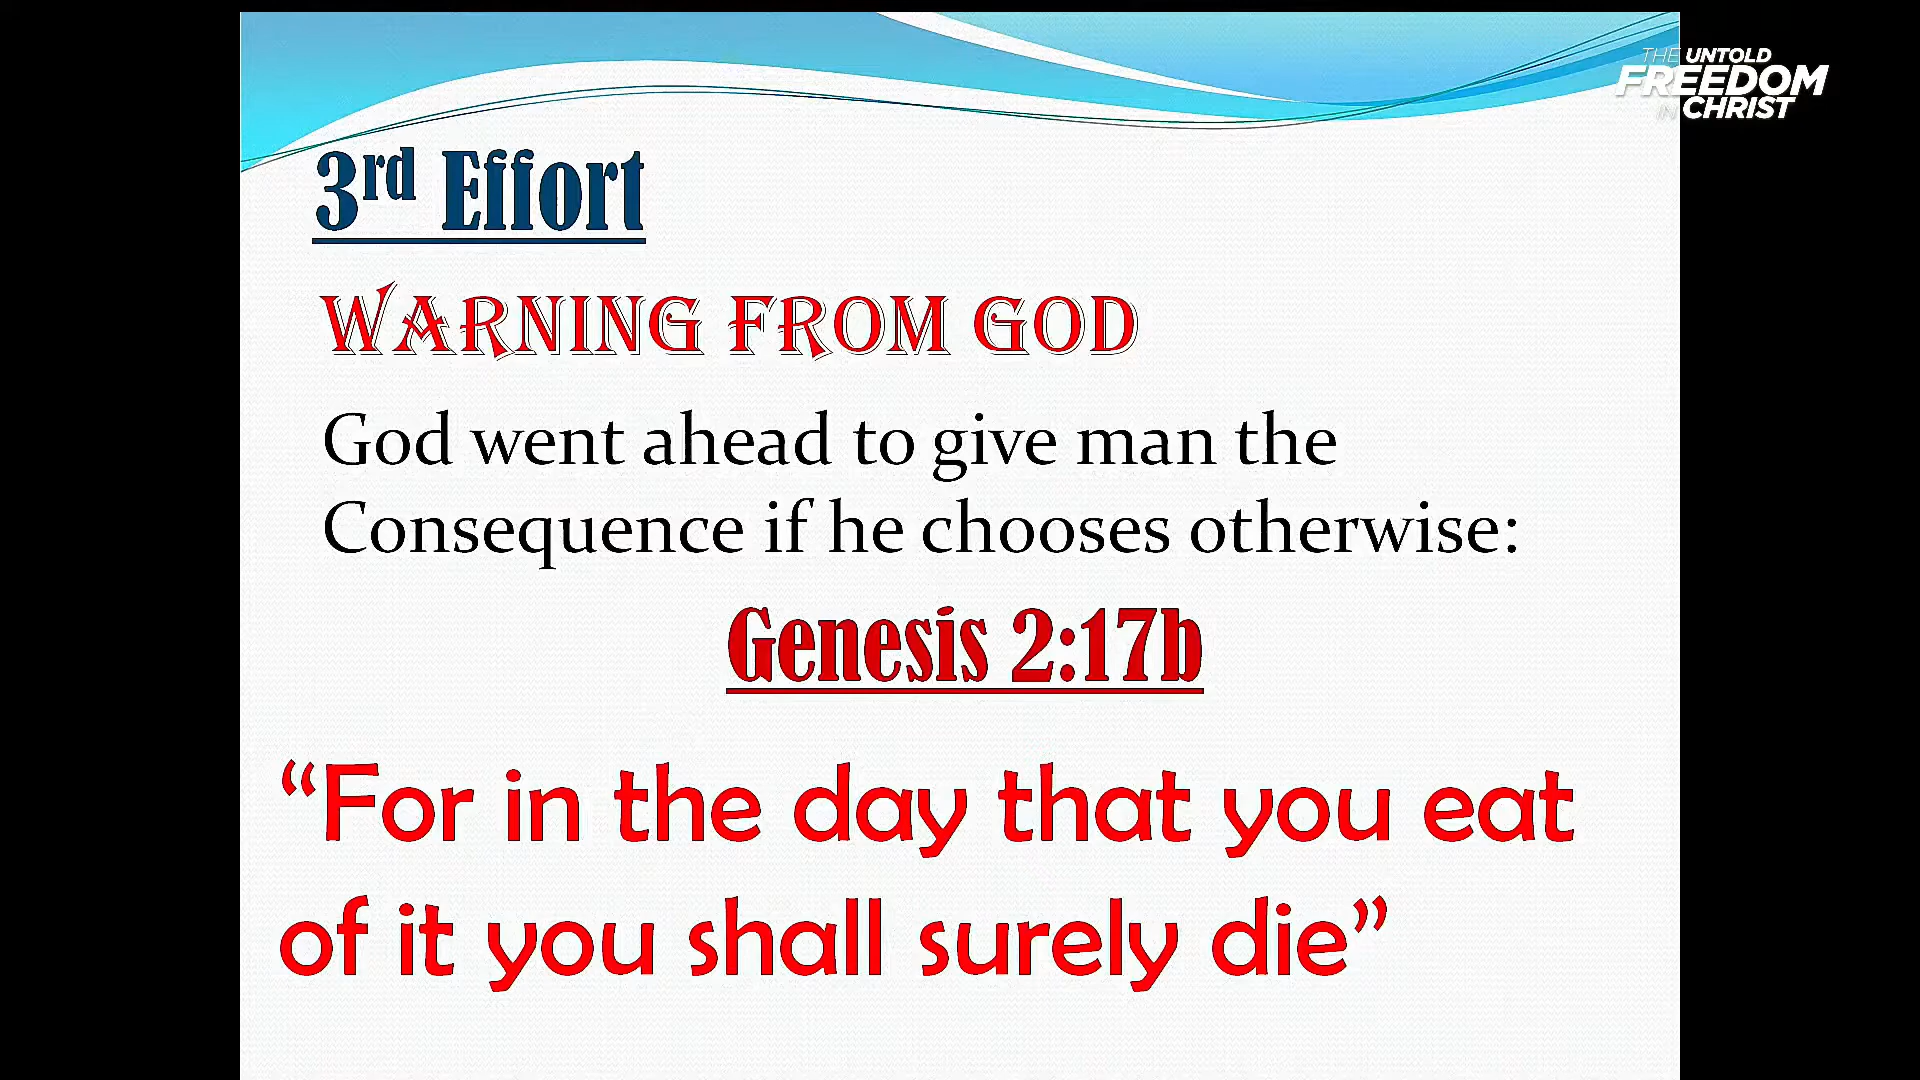 THE UNTOLD
FREEDOM
IN CHRIST
3rd Effort
WARNING FROM GOD
God went ahead to give man the
Consequence if he chooses otherwise:
Genesis 2:17b
“For in the day that you eat
of it you shall surely die”